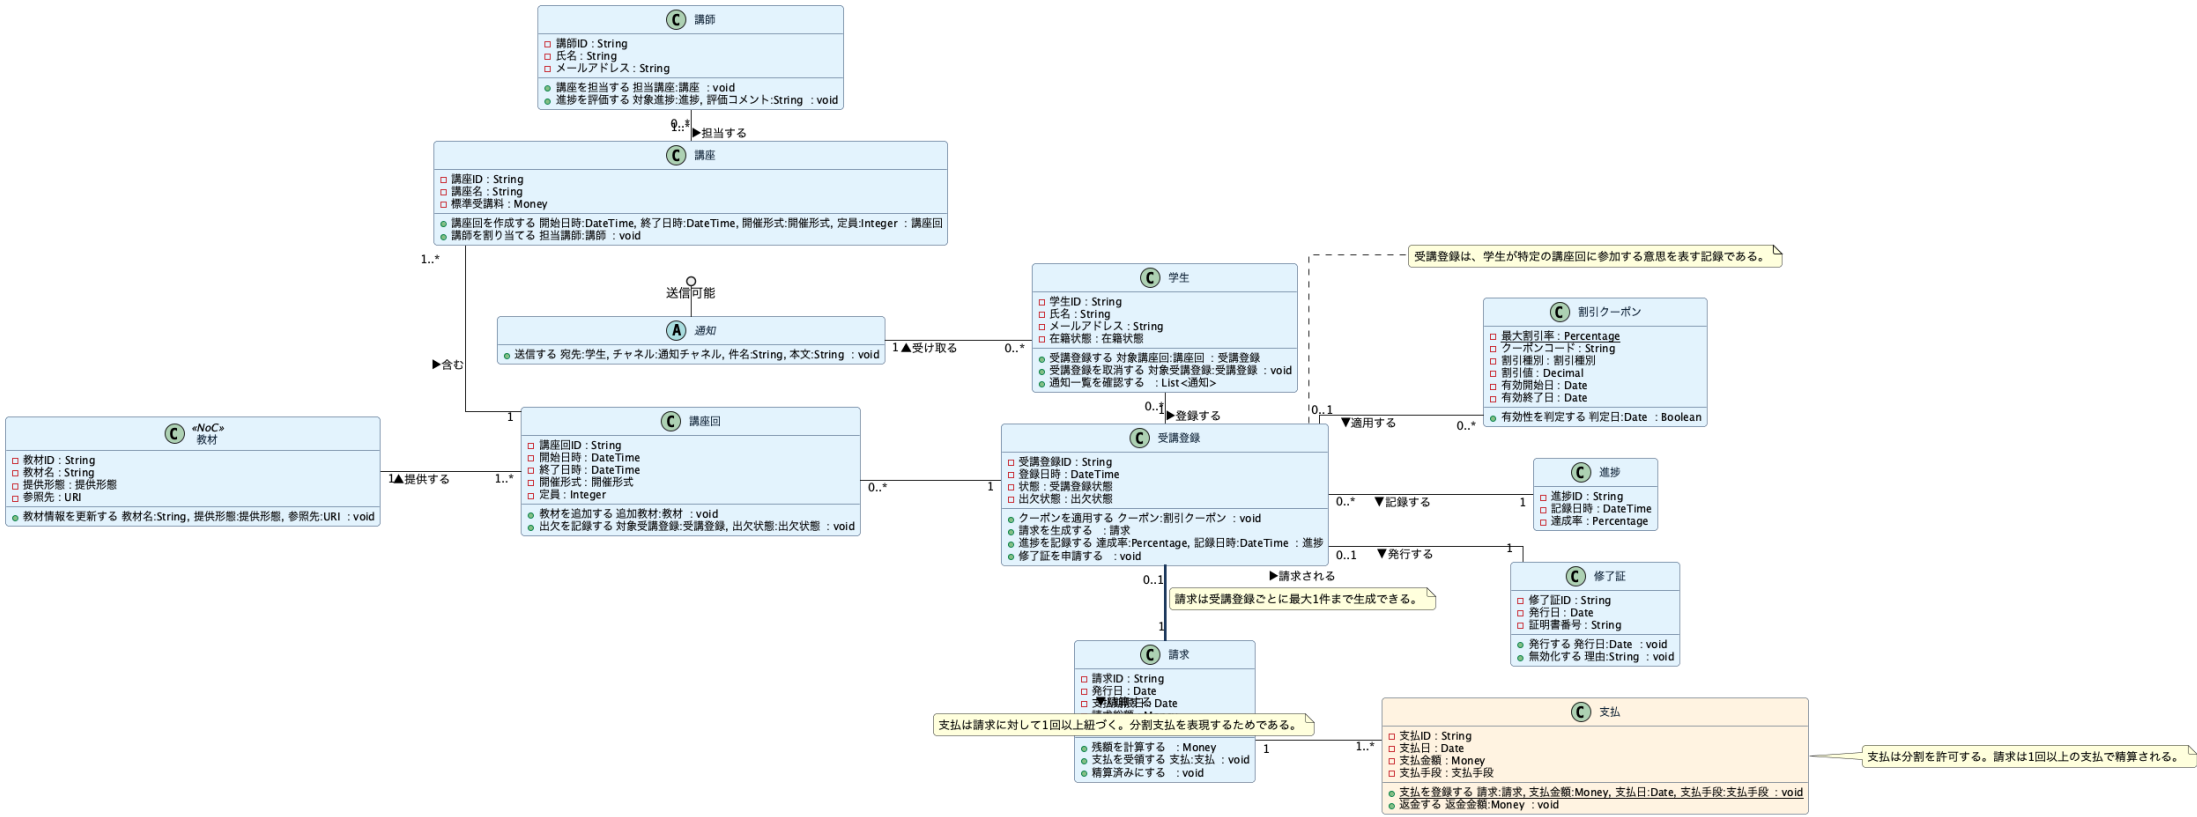 講師
講師ID : String
氏名 : String
メールアドレス : String
講座を担当する 担当講座:講座 : void
進捗を評価する 対象進捗:進捗, 評価コメント:String : void
0..*
1..*
▶担当する
講座
講座ID : String
講座名 : String
標準受講料 : Money
講座回を作成する 開始日時:DateTime, 終了日時:DateTime, 開催形式:開催形式, 定員:Integer : 講座回
講師を割り当てる 担当講師:講師 : void
1..*
▶含む
1
送信可能
通知
送信する 宛先:学生, チャネル:通知チャネル, 件名:String, 本文:String : void
1
▲受け取る
0..*
学生
学生ID : String
氏名 : String
メールアドレス : String
在籍状態 : 在籍状態
受講登録する 対象講座回:講座回 : 受講登録
受講登録を取消する 対象受講登録:受講登録 : void
通知一覧を確認する : List<通知>
0..*
1
▶登録する
受講登録は、学生が特定の講座回に参加する意思を表す記録である。
割引クーポン
最大割引率 : Percentage
クーポンコード : String
割引種別 : 割引種別
割引値 : Decimal
有効開始日 : Date
有効終了日 : Date
有効性を判定する 判定日:Date : Boolean
0..1
▼適用する
0..*
«NoC»
教材
教材ID : String
教材名 : String
提供形態 : 提供形態
参照先 : URI
教材情報を更新する 教材名:String, 提供形態:提供形態, 参照先:URI : void
1
▲提供する
1..*
講座回
講座回ID : String
開始日時 : DateTime
終了日時 : DateTime
開催形式 : 開催形式
定員 : Integer
教材を追加する 追加教材:教材 : void
出欠を記録する 対象受講登録:受講登録, 出欠状態:出欠状態 : void
0..*
1
受講登録
受講登録ID : String
登録日時 : DateTime
状態 : 受講登録状態
出欠状態 : 出欠状態
クーポンを適用する クーポン:割引クーポン : void
請求を生成する : 請求
進捗を記録する 達成率:Percentage, 記録日時:DateTime : 進捗
修了証を申請する : void
0..*
▼記録する
1
進捗
進捗ID : String
記録日時 : DateTime
達成率 : Percentage
0..1
▼発行する
1
修了証
修了証ID : String
発行日 : Date
証明書番号 : String
発行する 発行日:Date : void
無効化する 理由:String : void
0..1
▶請求される
請求は受講登録ごとに最大1件まで生成できる。
1
請求
請求ID : String
発行日 : Date
: Date
支払は請求に対して1回以上紐づく。分割支払を表現するためである。
残額を計算する : Money
支払を受領する 支払:支払 : void
精算済みにする : void
1
1..*
支払
支払ID : String
支払日 : Date
支払金額 : Money
支払手段 : 支払手段
支払を登録する 請求:請求, 支払金額:Money, 支払日:Date, 支払手段:支払手段 : void
返金する 返金金額:Money : void
支払は分割を許可する。請求は1回以上の支払で精算される。